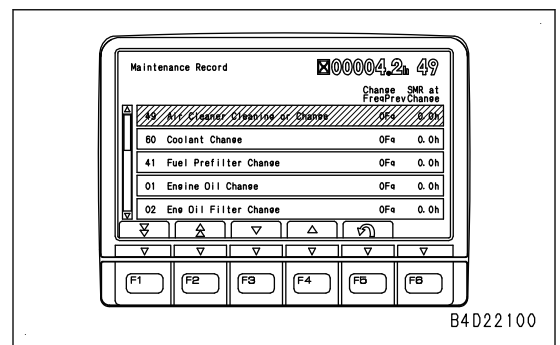 Maintenance Record 00004.2h 49
Change SMR at
FreqPrevChange
49 Air Cleaner Cleaning or Change 0Fq 0.0h
60 Coolant Change 0Fq 0.0h
41 Fuel Prefilter Change 0Fq 0.0h
01 Engine Oil Change 0Fq 0.0h
02 Eng Oil Filter Change 0Fq 0.0h
F1 F2 F3 F4 F5 F6
B4D22100